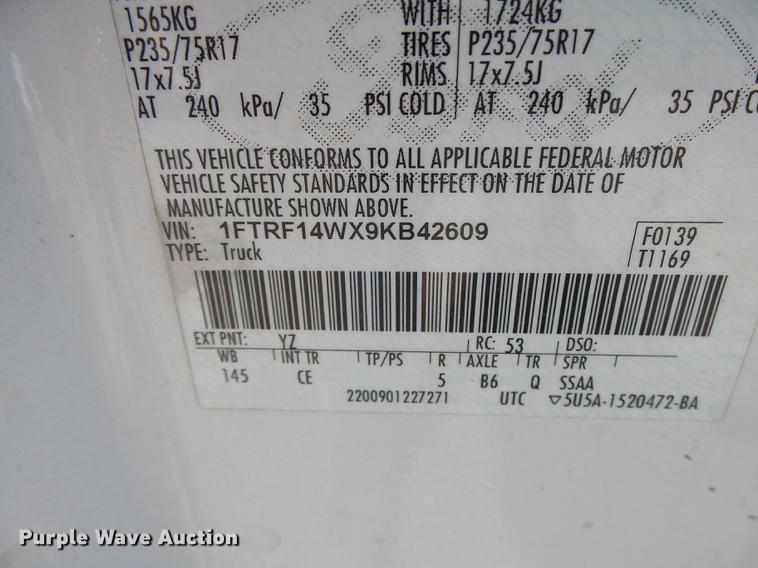 1565KG WITH 1724KG
P235/75R17 TIRES P235/75R17
17x7.5J RIMS 17x7.5J
AT 240 kPa/ 35 PSI COLD AT 240 kPa/ 35 PSI
THIS VEHICLE CONFORMS TO ALL APPLICABLE FEDERAL MOTOR
VEHICLE SAFETY STANDARDS IN EFFECT ON THE DATE OF
MANUFACTURE SHOWN ABOVE.
VIN: 1FTRF14WX9KB42609 F0139
TYPE: Truck T1169
EXT PNT: YZ RC: 53 DSO:
WB INT TR TP/PS R AXLE TR SPR
145 CE 5 B6 Q SSAA
2200901227271 UTC ▽5U5A-1520472-BA
Purple Wave Auction